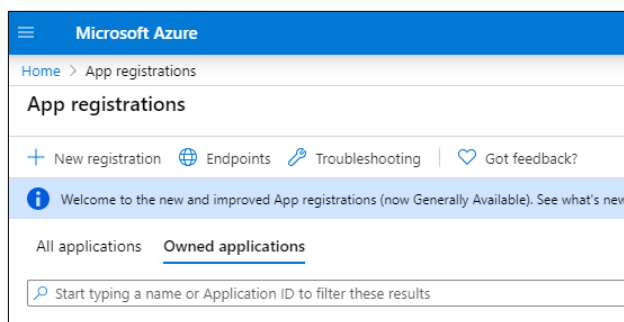 Microsoft Azure
Home > App registrations
App registrations
New registration Endpoints Troubleshooting Got feedback?
Welcome to the new and improved App registrations (now Generally Available). See what's new
All applications Owned applications
Start typing a name or Application ID to filter these results